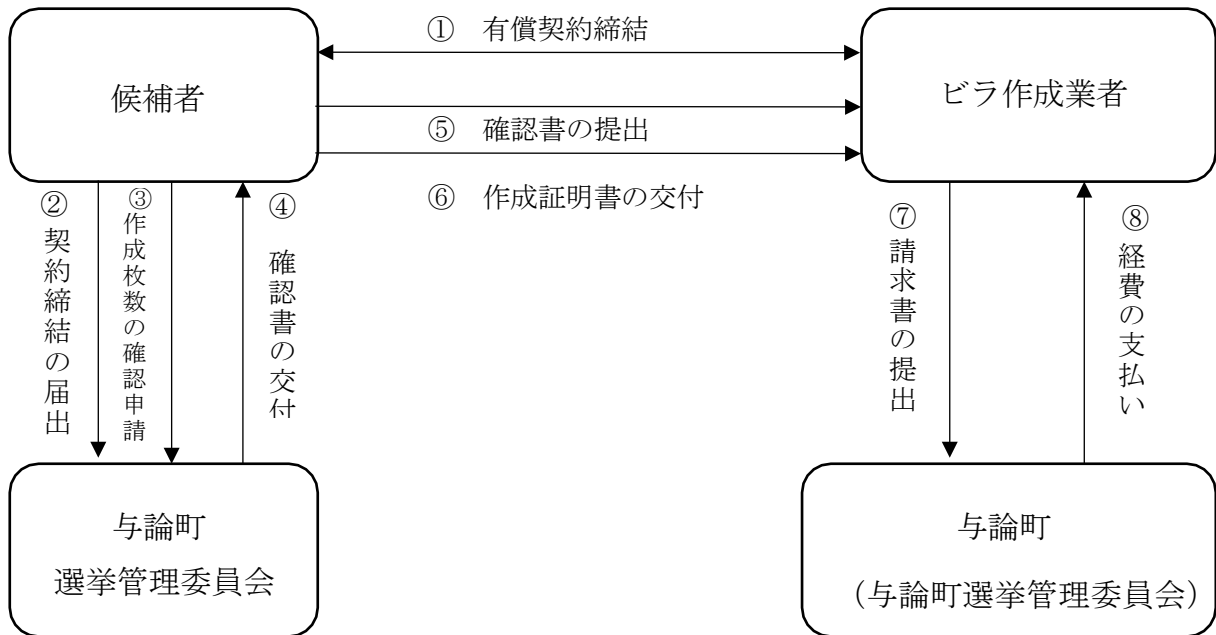 ① 有償契約締結
候補者
ビラ作成業者
⑤ 確認書の提出
⑥ 作成証明書の交付
②契約締結の届出
③作成枚数の確認申請
④ 確認書の交付
⑦請求書の提出
⑧経費の支払い
与論町
選挙管理委員会
与論町
（与論町選挙管理委員会）